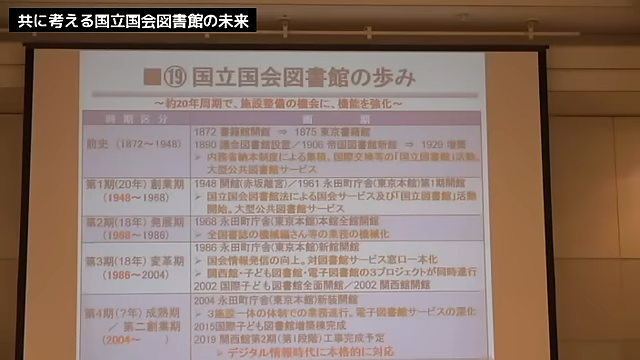 共に考える国立国会図書館の未来
■⑲国立国会図書館の歩み
～約20年周期で、施設整備の機会に、機能を強化～
時期区分 画期
前史（1872～1948） 1872 書籍館開館 ⇒ 1875 東京書籍館
1890 議会図書館設置／1906 帝国図書館新館 ⇒ 1929 増築
➢ 内務省納本制度による集積。国際交換等の「国立図書館」活動。
大型公共図書館サービス
第1期（20年）創業期
（1948～1968）
1948 開館（赤坂離宮）／1961 永田町庁舎（東京本館）第1期開館
➢ 国立国会図書館法による国会サービス及び「国立図書館」活動
開始。大型公共図書館サービス
第2期（18年）発展期
（1968～1986）
1968 永田町庁舎（東京本館）本館全館開館
➢ 全国書誌の機械編さん等の業務の機械化
第3期（18年）変革期
（1986～2004）
1986 永田町庁舎（東京本館）新館開館
➢ 国会情報発信の向上。対図書館サービス窓口一本化
➢ 関西館・子ども図書館・電子図書館の３プロジェクトが同時進行
2002 国際子ども図書館全面開館／2002 関西館開館
第4期（?年）成熟期
／第二創業期
（2004～ ）
2004 永田町庁舎（東京本館）新装開館
➢ 3施設一体の体制での業務遂行。電子図書館サービスの深化
2015国際子ども図書館増築棟完成
2019 関西館第2期（第1段階）工事完成予定
➢ デジタル情報時代に本格的に対応